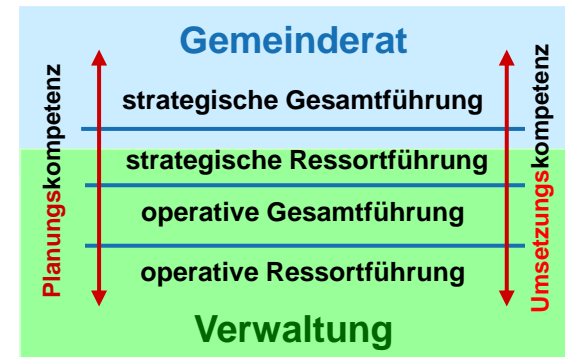 Gemeinderat
Planungskompetenz
strategische Gesamtführung
strategische Ressortführung
operative Gesamtführung
operative Ressortführung
Umsetzungskompetenz
Verwaltung